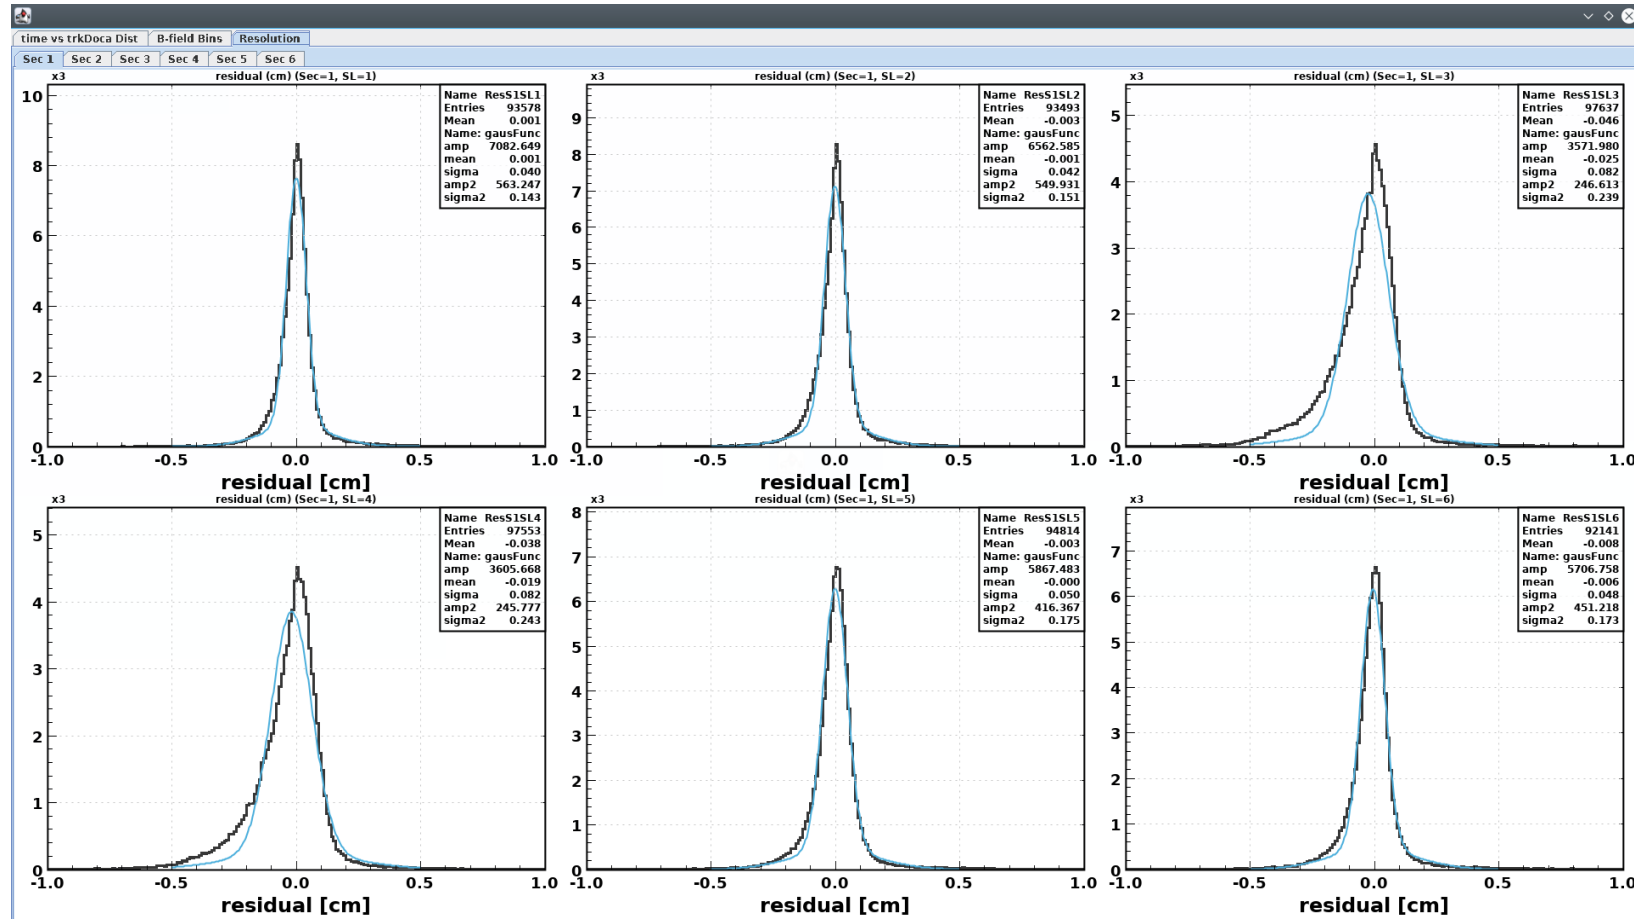 time vs trkDoca Dist B-field Bins Resolution
Sec 1 Sec 2 Sec 3 Sec 4 Sec 5 Sec 6
x3 residual (cm) (Sec=1, SL=1)
10
8
6
4
2
0
-1.0 -0.5 0.0 0.5 1.0
residual [cm]
Name ResS1SL1
Entries 93578
Mean 0.001
Name: gausFunc
amp 7082.649
mean 0.001
sigma 0.040
amp2 563.247
sigma2 0.143
x3 residual (cm) (Sec=1, SL=2)
9
8
7
6
5
4
3
2
1
0
-1.0 -0.5 0.0 0.5 1.0
residual [cm]
Name ResS1SL2
Entries 93493
Mean -0.003
Name: gausFunc
amp 6562.585
mean -0.001
sigma 0.042
amp2 549.931
sigma2 0.151
x3 residual (cm) (Sec=1, SL=3)
5
4
3
2
1
0
-1.0 -0.5 0.0 0.5 1.0
residual [cm]
Name ResS1SL3
Entries 97637
Mean -0.046
Name: gausFunc
amp 3571.980
mean -0.025
sigma 0.082
amp2 246.613
sigma2 0.239
x3 residual (cm) (Sec=1, SL=4)
5
4
3
2
1
0
-1.0 -0.5 0.0 0.5 1.0
residual [cm]
Name ResS1SL4
Entries 97553
Mean -0.038
Name: gausFunc
amp 3605.668
mean -0.019
sigma 0.082
amp2 245.777
sigma2 0.243
x3 residual (cm) (Sec=1, SL=5)
8
7
6
5
4
3
2
1
0
-1.0 -0.5 0.0 0.5 1.0
residual [cm]
Name ResS1SL5
Entries 94814
Mean -0.003
Name: gausFunc
amp 5867.483
mean -0.000
sigma 0.050
amp2 416.367
sigma2 0.175
x3 residual (cm) (Sec=1, SL=6)
7
6
5
4
3
2
1
0
-1.0 -0.5 0.0 0.5 1.0
residual [cm]
Name ResS1SL6
Entries 92141
Mean -0.008
Name: gausFunc
amp 5706.758
mean -0.006
sigma 0.048
amp2 451.218
sigma2 0.173